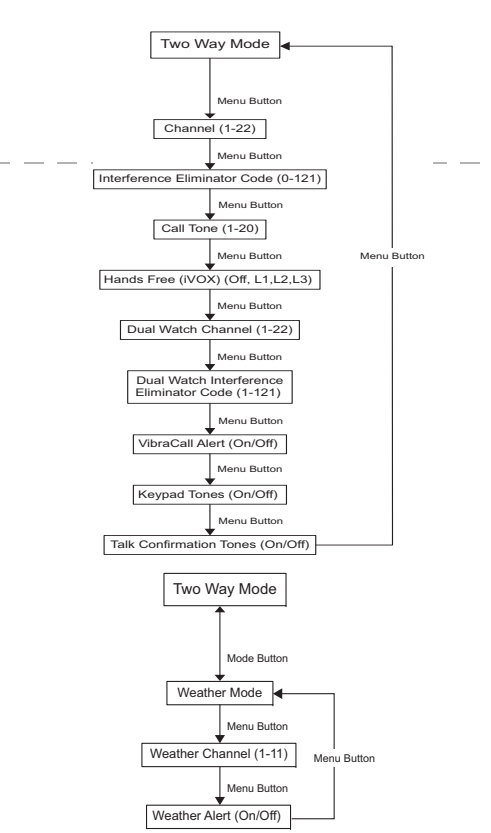 Two Way Mode
Menu Button
Channel (1-22)
Menu Button
Interference Eliminator Code (0-121)
Menu Button
Call Tone (1-20)
Menu Button
Menu Button
Hands Free (iVOX) (Off, L1,L2,L3)
Menu Button
Dual Watch Channel (1-22)
Menu Button
Dual Watch Interference
Eliminator Code (1-121)
Menu Button
VibraCall Alert (On/Off)
Menu Button
Keypad Tones (On/Off)
Menu Button
Talk Confirmation Tones (On/Off)
Two Way Mode
Mode Button
Weather Mode
Menu Button
Weather Channel (1-11)
Menu Button
Menu Button
Weather Alert (On/Off)